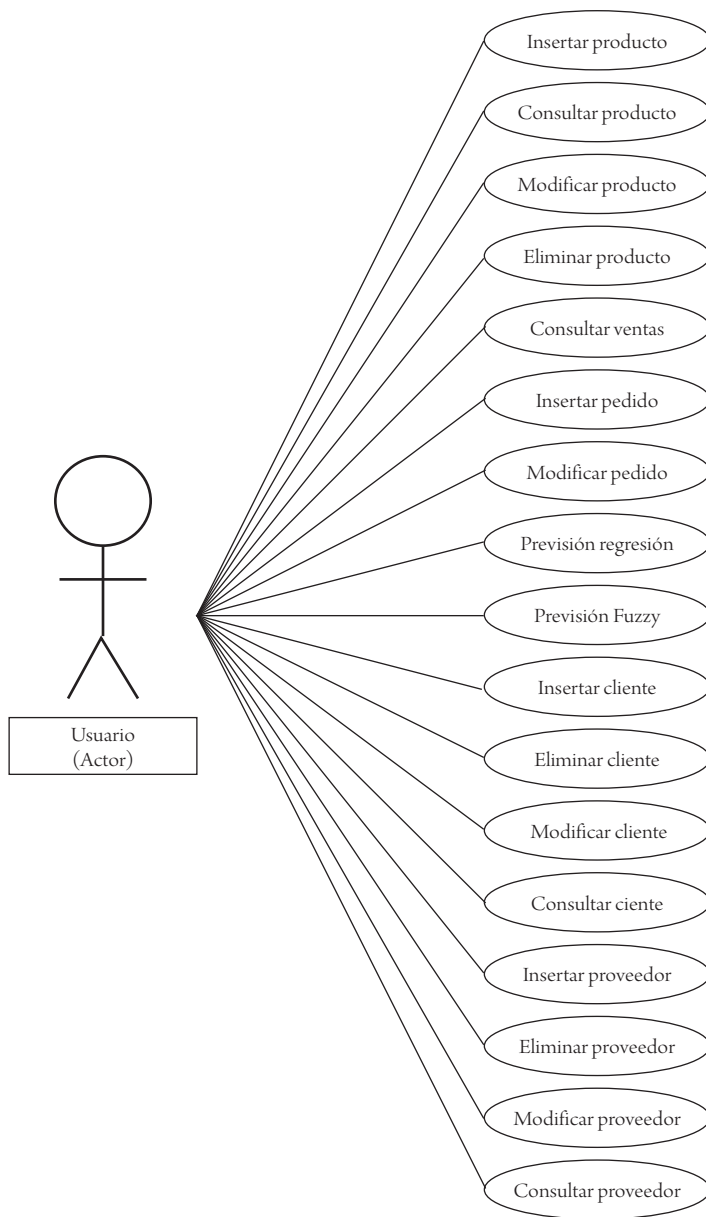 Insertar producto
Consultar producto
Modificar producto
Eliminar producto
Consultar ventas
Insertar pedido
Modificar pedido
Previsión regresión
Previsión Fuzzy
Insertar cliente
Eliminar cliente
Modificar cliente
Consultar ciente
Insertar proveedor
Eliminar proveedor
Modificar proveedor
Consultar proveedor
Usuario
(Actor)